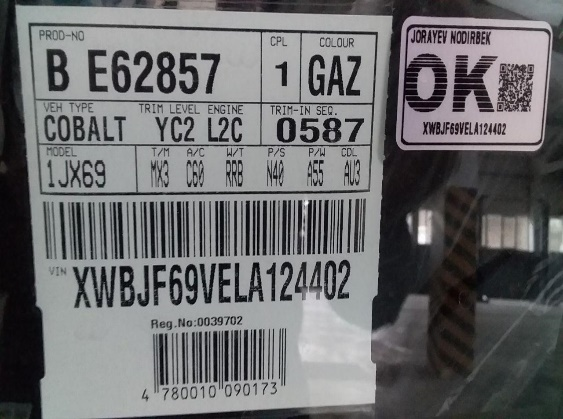 PROD-NO CPL COLOUR
B E62857 1 GAZ
VEH TYPE TRIM LEVEL ENGINE TRIM-IN SEQ.
COBALT YC2 L2C 0587
MODEL T/M A/C W/T P/S P/W CDL
1JX69 MX3 C60 RRB N40 A55 AU3
VIN XWBJF69VELA124402
Reg.No:0039702
4 780010 090173
JORAYEV NODIRBEK
OK
XWBJF69VELA124402